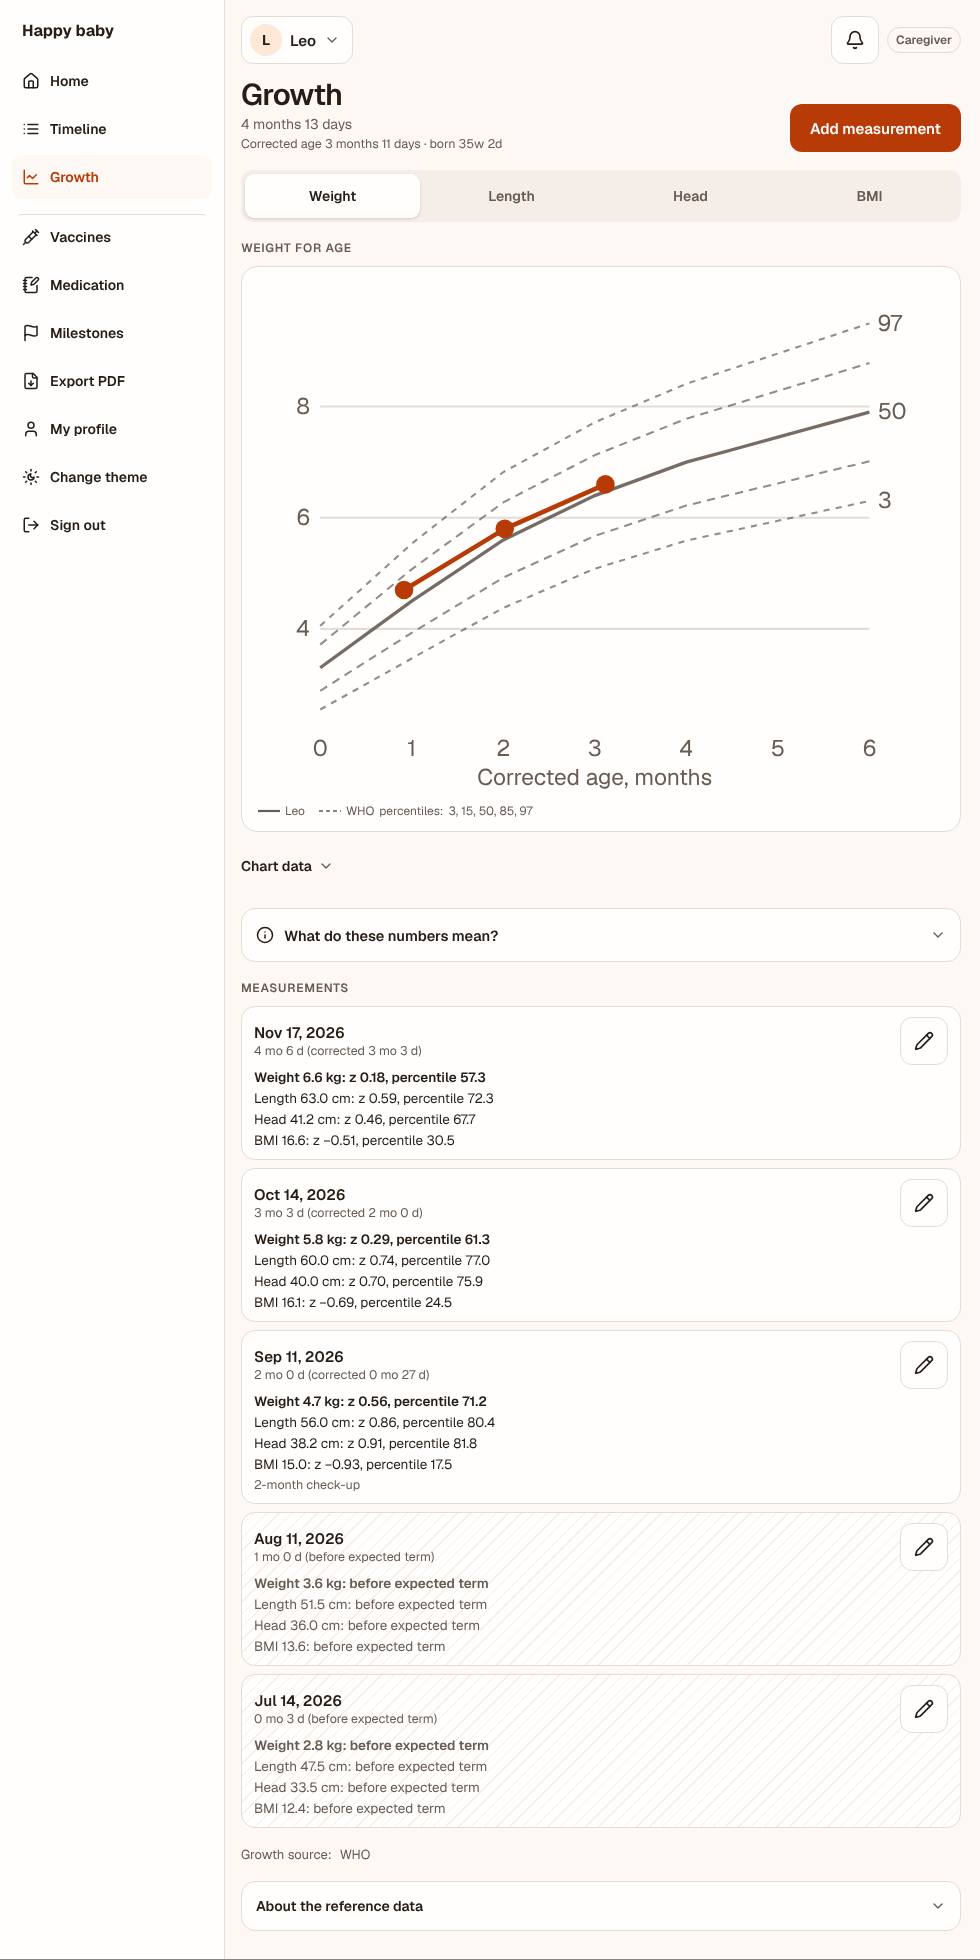 Happy baby
Home
Timeline
Growth
Vaccines
Medication
Milestones
Export PDF
My profile
Change theme
Sign out
L Leo
Caregiver
Growth
4 months 13 days
Corrected age 3 months 11 days · born 35w 2d
Add measurement
Weight Length Head BMI
WEIGHT FOR AGE
97
8
50
3
6
4
0 1 2 3 4 5 6
Corrected age, months
Leo WHO percentiles: 3, 15, 50, 85, 97
Chart data
What do these numbers mean?
MEASUREMENTS
Nov 17, 2026
4 mo 6 d (corrected 3 mo 3 d)
Weight 6.6 kg: z 0.18, percentile 57.3
Length 63.0 cm: z 0.59, percentile 72.3
Head 41.2 cm: z 0.46, percentile 67.7
BMI 16.6: z −0.51, percentile 30.5
Oct 14, 2026
3 mo 3 d (corrected 2 mo 0 d)
Weight 5.8 kg: z 0.29, percentile 61.3
Length 60.0 cm: z 0.74, percentile 77.0
Head 40.0 cm: z 0.70, percentile 75.9
BMI 16.1: z −0.69, percentile 24.5
Sep 11, 2026
2 mo 0 d (corrected 0 mo 27 d)
Weight 4.7 kg: z 0.56, percentile 71.2
Length 56.0 cm: z 0.86, percentile 80.4
Head 38.2 cm: z 0.91, percentile 81.8
BMI 15.0: z −0.93, percentile 17.5
2-month check-up
Aug 11, 2026
1 mo 0 d (before expected term)
Weight 3.6 kg: before expected term
Length 51.5 cm: before expected term
Head 36.0 cm: before expected term
BMI 13.6: before expected term
Jul 14, 2026
0 mo 3 d (before expected term)
Weight 2.8 kg: before expected term
Length 47.5 cm: before expected term
Head 33.5 cm: before expected term
BMI 12.4: before expected term
Growth source: WHO
About the reference data